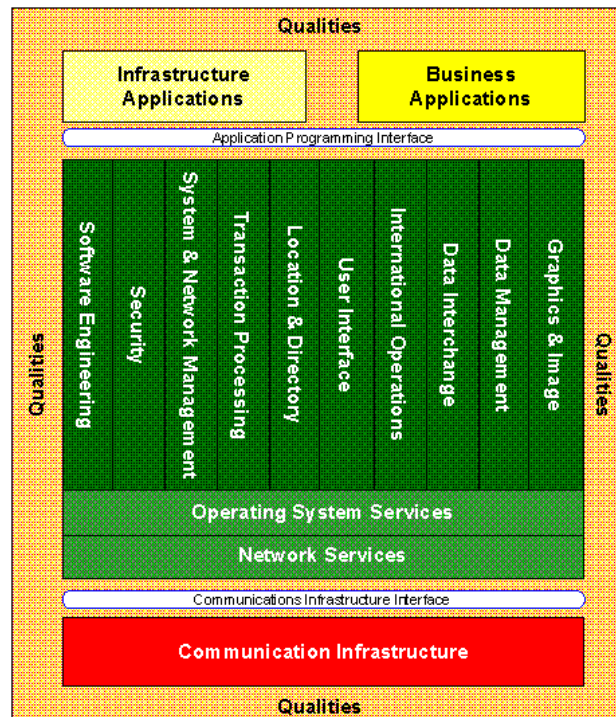 Qualities
Infrastructure
Applications
Business
Applications
Application Programming Interface
Qualities
Software Engineering
Security
System & Network Management
Transaction Processing
Location & Directory
User Interface
International Operations
Data Interchange
Data Management
Graphics & Image
Qualities
Operating System Services
Network Services
Communications Infrastructure Interface
Communication Infrastructure
Qualities